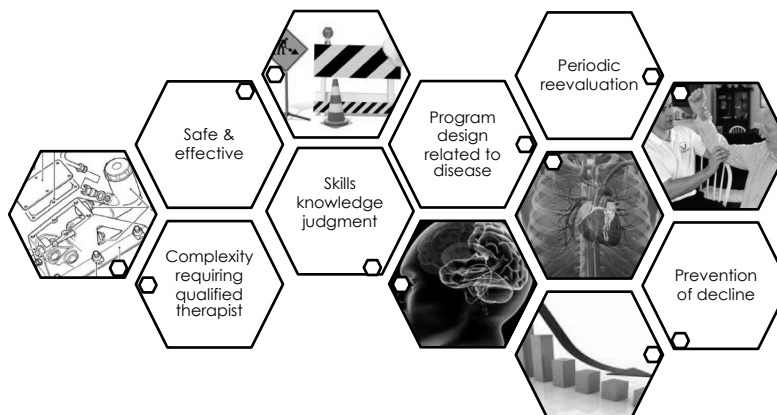 Safe &
effective
Complexity
requiring
qualified
therapist
Skills
knowledge
judgment
Program
design
related to
disease
Periodic
reevaluation
Prevention
of decline